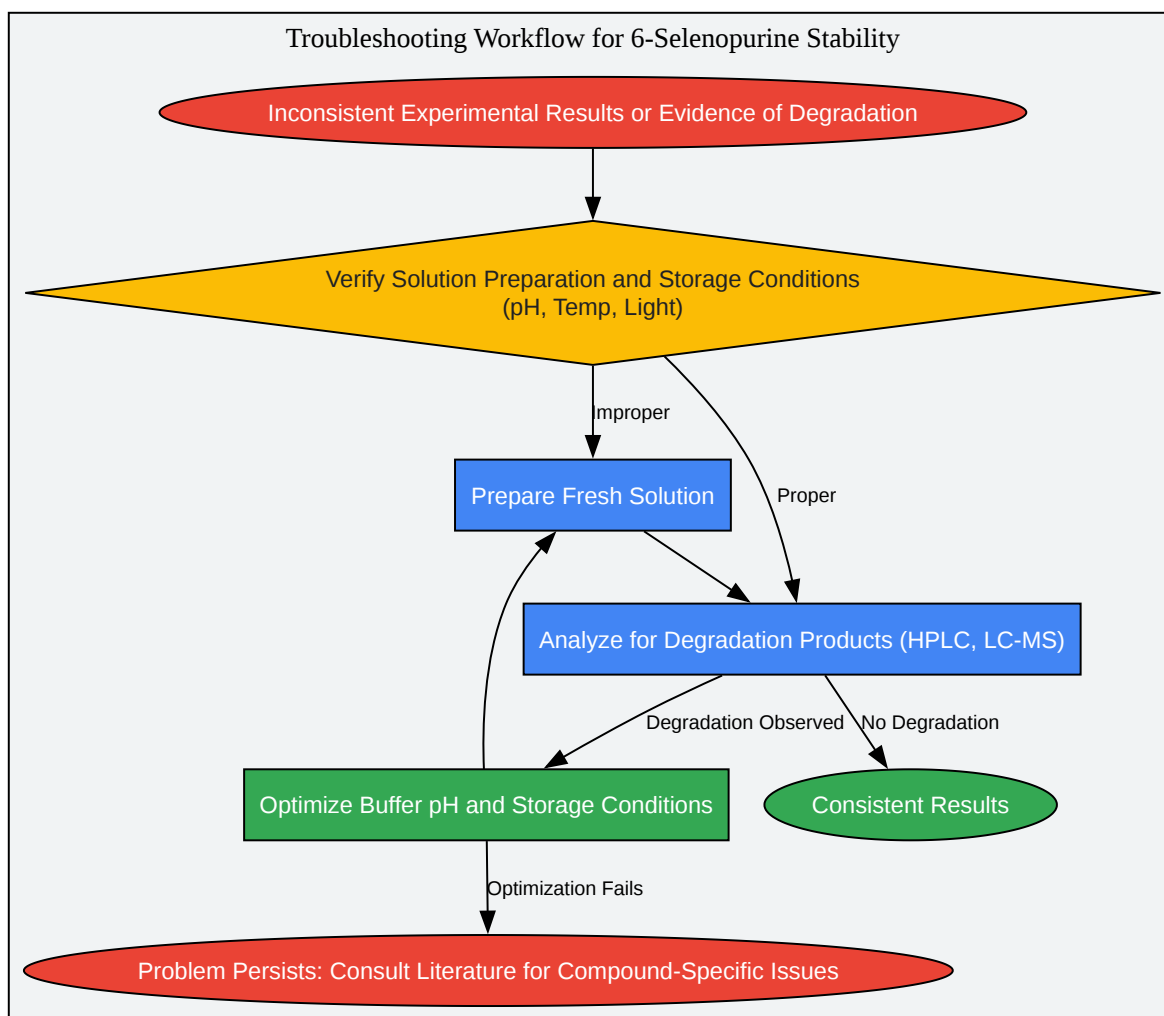 Troubleshooting Workflow for 6-Selenopurine Stability
Inconsistent Experimental Results or Evidence of Degradation
Verify Solution Preparation and Storage Conditions
(pH, Temp, Light)
Improper
Prepare Fresh Solution
Proper
Analyze for Degradation Products (HPLC, LC-MS)
Degradation Observed
No Degradation
Optimize Buffer pH and Storage Conditions
Consistent Results
Optimization Fails
Problem Persists: Consult Literature for Compound-Specific Issues